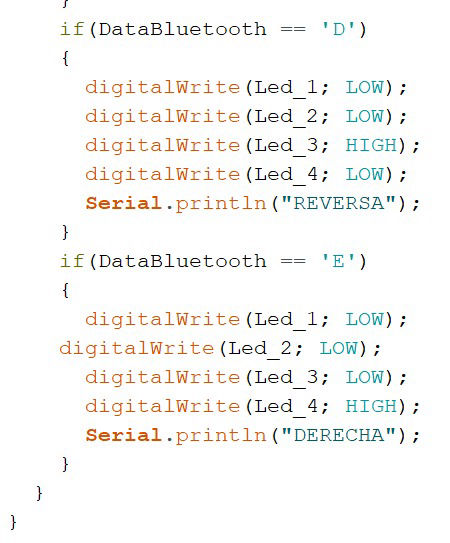 }
if(DataBluetooth == 'D')
{
digitalWrite(Led_1; LOW);
digitalWrite(Led_2; LOW);
digitalWrite(Led_3; HIGH);
digitalWrite(Led_4; LOW);
Serial.println("REVERSA");
}
if(DataBluetooth == 'E')
{
digitalWrite(Led_1; LOW);
digitalWrite(Led_2; LOW);
digitalWrite(Led_3; LOW);
digitalWrite(Led_4; HIGH);
Serial.println("DERECHA");
}
}
}